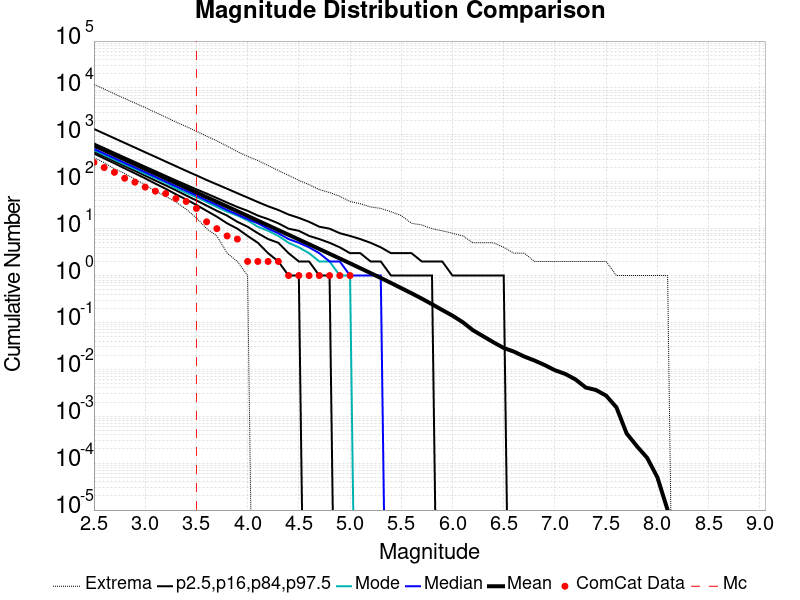 Magnitude Distribution Comparison
10 5
10 4
10 3
10 2
10 1
10 0
10 -1
10 -2
10 -3
10 -4
10 -5
Cumulative Number
2.5 3.0 3.5 4.0 4.5 5.0 5.5 6.0 6.5 7.0 7.5 8.0 8.5 9.0
Magnitude
Extrema p2.5,p16,p84,p97.5 Mode Median Mean ComCat Data Mc